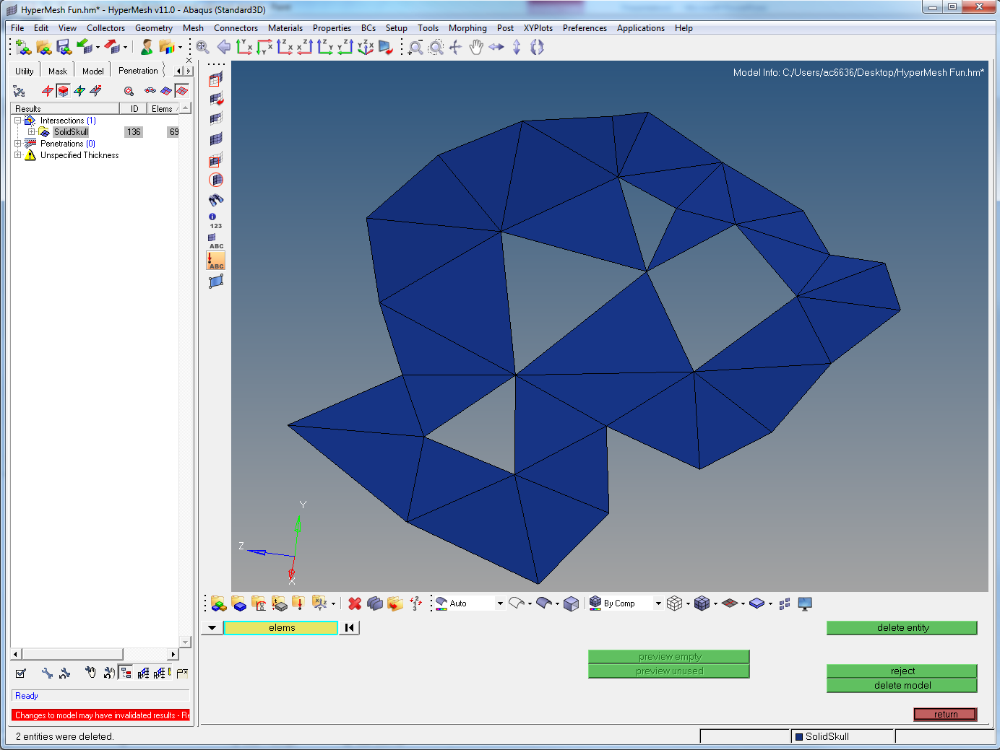 HyperMesh Fun.hm* - HyperMesh v11.0 - Abaqus (Standard3D)
File Edit View Collectors Geometry Mesh Connectors Materials Properties BCs Setup Tools Morphing Post XYPlots Preferences Applications Help
Utility Mask Model Penetration
Results ID Elems
Intersections (1)
SolidSkull 136 69
Penetrations (0)
Unspecified Thickness
123
ABC
ABC
Model Info: C:/Users/ac6636/Desktop/HyperMesh Fun.hm*
Y
Z
X
Auto
By Comp
elems
delete entity
preview empty
preview unused
reject
delete model
return
Ready
Changes to model may have invalidated results - Re
2 entities were deleted.
SolidSkull